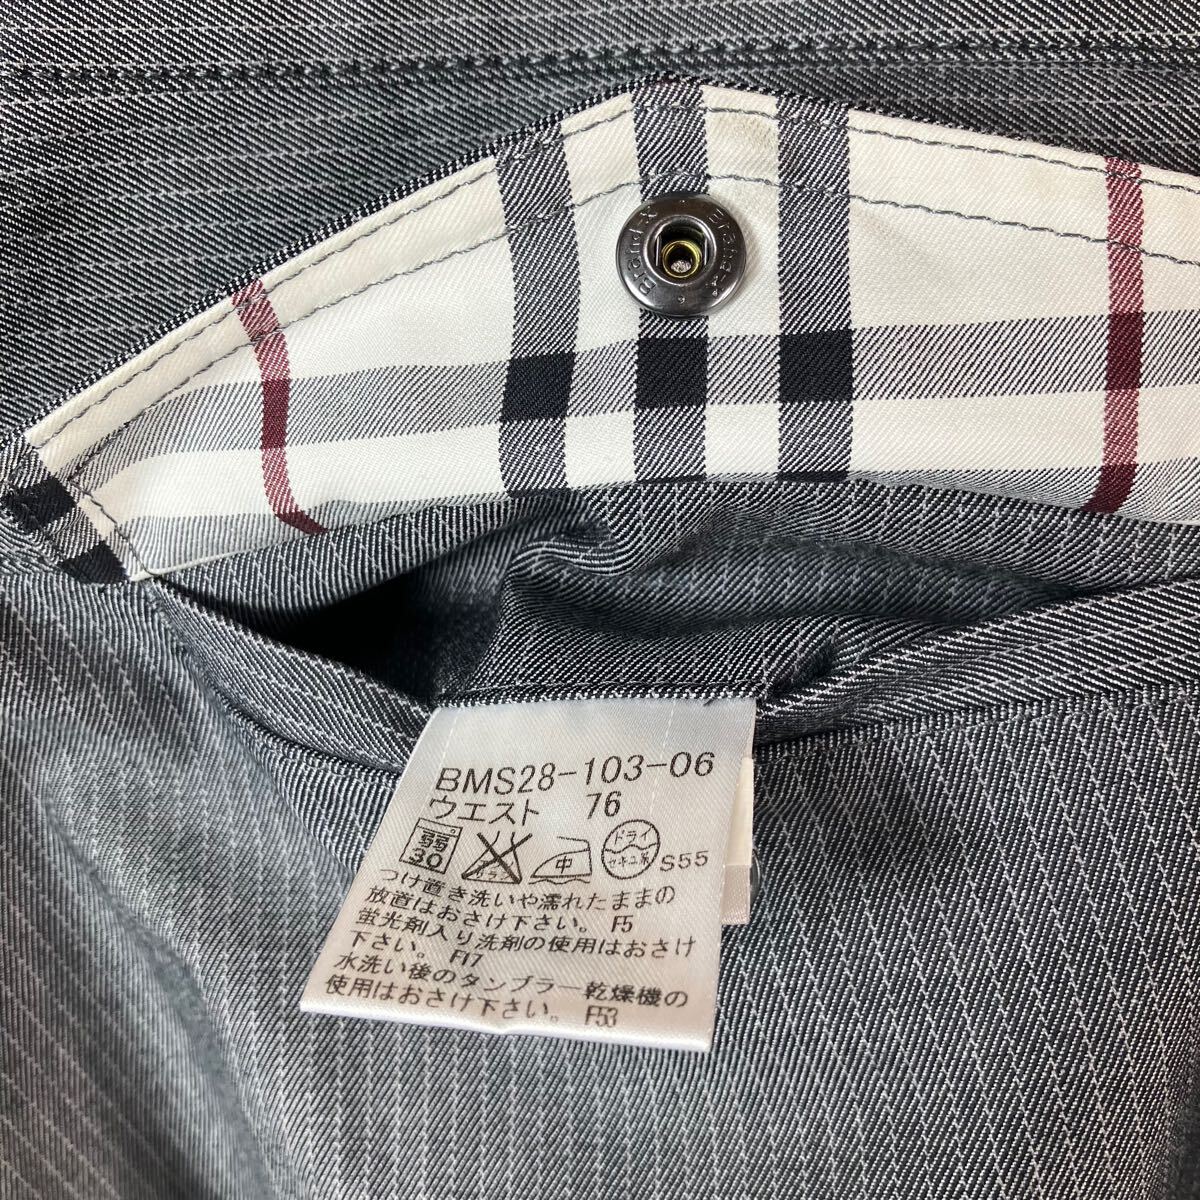 Brand-X
Brand-X
BMS28-103-06
ウエスト 76
弱
30
中
ドライ
セキユ系
S55
つけ置き洗いや濡れたままの
放置はおさけ下さい。F5
蛍光剤入り洗剤の使用はおさけ
下さい。F17
水洗い後のタンブラー乾燥機の
使用はおさけ下さい。F53